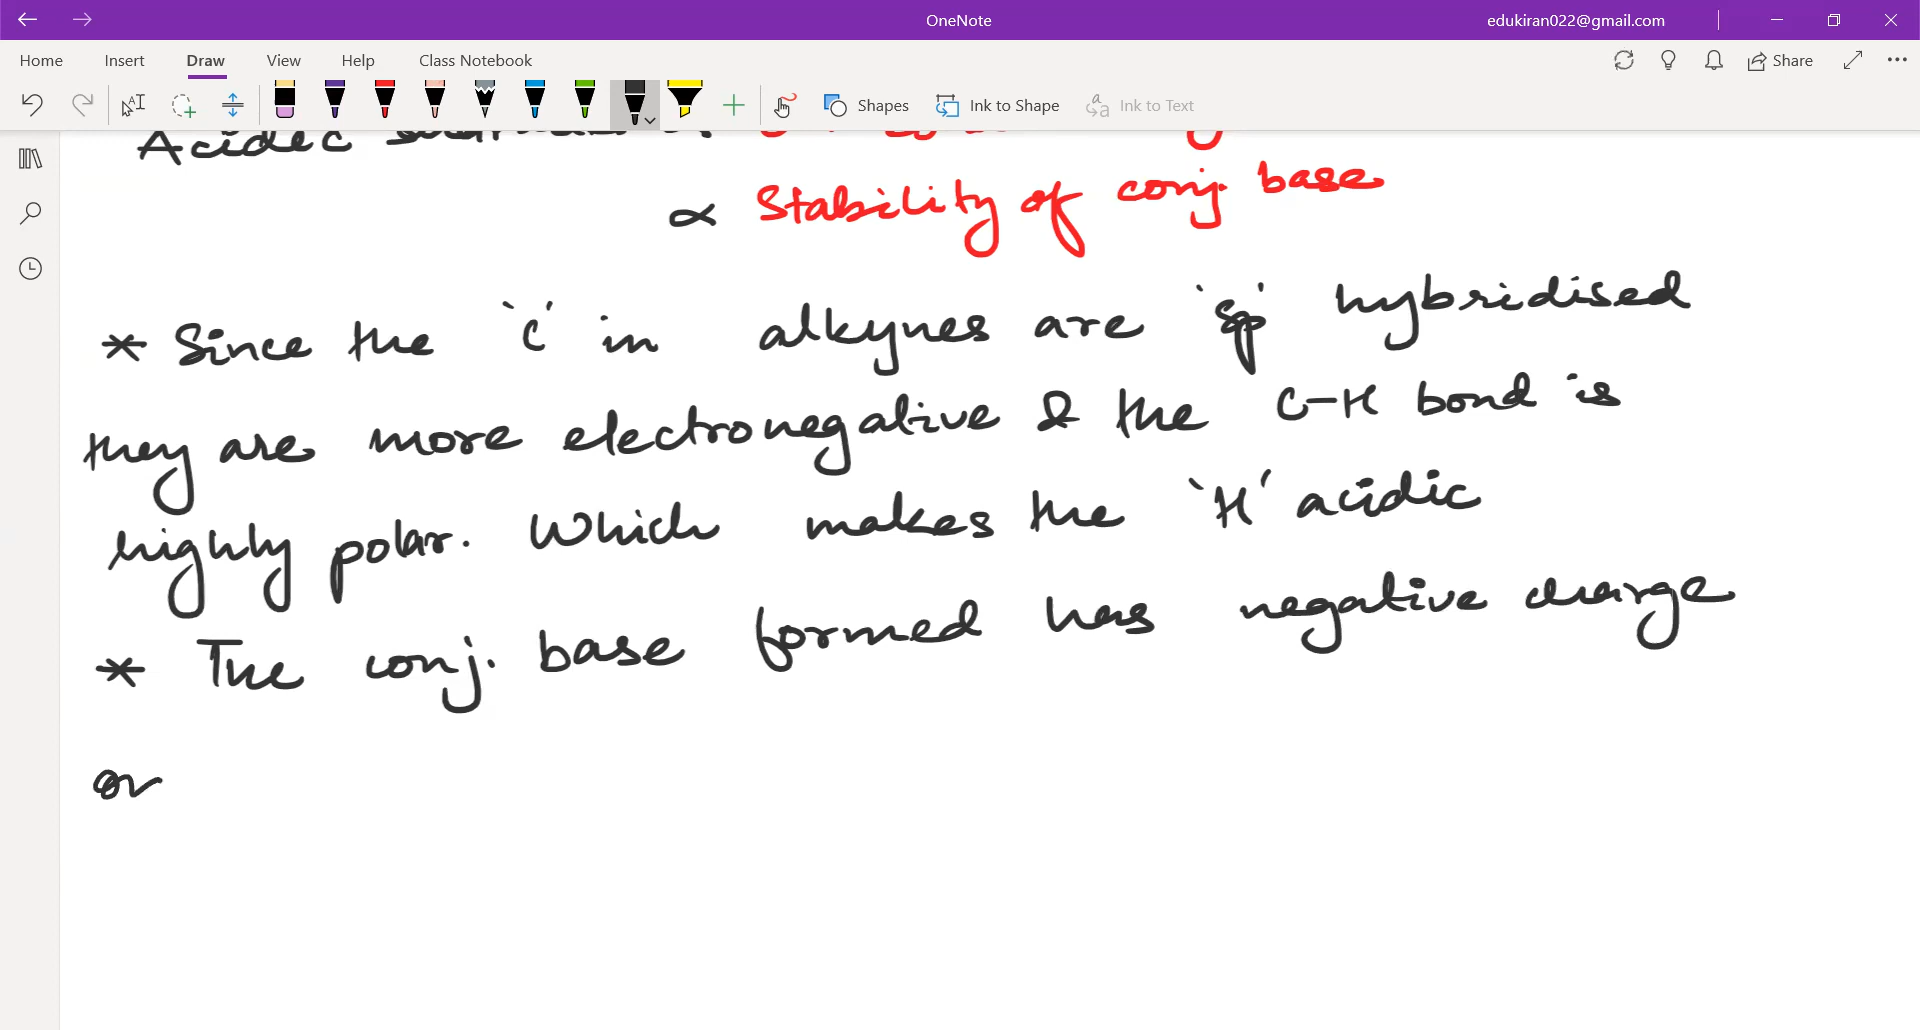 OneNote
edukiran022@gmail.com
Home Insert Draw View Help Class Notebook
Share
Shapes Ink to Shape Ink to Text
Acidic
∝ Stability of conj. base
* Since the 'C' in alkynes are 'sp' hybridised
they are more electronegative & the C-H bond is
highly polar. Which makes the 'H' acidic
* The conj. base formed has negative charge
on